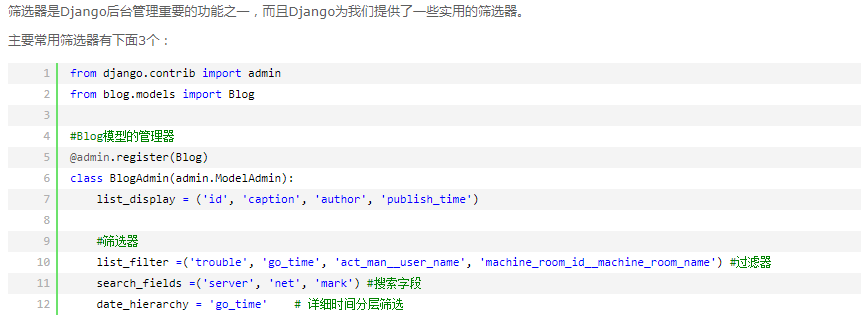 筛选器是Django后台管理重要的功能之一，而且Django为我们提供了一些实用的筛选器。
主要常用筛选器有下面3个：
1 from django.contrib import admin
2 from blog.models import Blog
3
4 #Blog模型的管理器
5 @admin.register(Blog)
6 class BlogAdmin(admin.ModelAdmin):
7     list_display = ('id', 'caption', 'author', 'publish_time')
8
9     #筛选器
10     list_filter =('trouble', 'go_time', 'act_man__user_name', 'machine_room_id__machine_room_name') #过滤器
11     search_fields =('server', 'net', 'mark') #搜索字段
12     date_hierarchy = 'go_time'    # 详细时间分层筛选